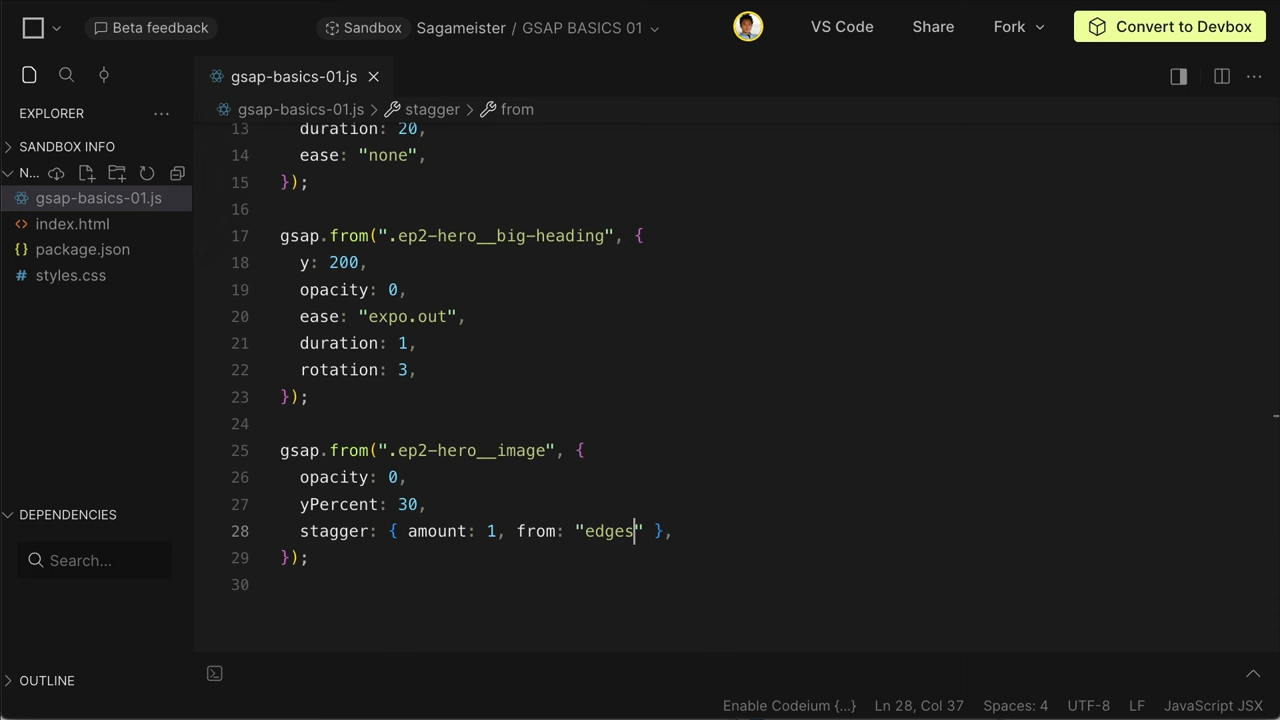 Beta feedback
Sandbox Sagameister / GSAP BASICS 01
VS Code
Share
Fork
Convert to Devbox
gsap-basics-01.js
EXPLORER
gsap-basics-01.js > stagger > from
SANDBOX INFO
N...
gsap-basics-01.js
index.html
package.json
styles.css
13 duration: 20,
14 ease: "none",
15 });
16
17 gsap.from(".ep2-hero__big-heading", {
18 y: 200,
19 opacity: 0,
20 ease: "expo.out",
21 duration: 1,
22 rotation: 3,
23 });
24
25 gsap.from(".ep2-hero__image", {
26 opacity: 0,
27 yPercent: 30,
28 stagger: { amount: 1, from: "edges" },
29 });
30
DEPENDENCIES
Search...
OUTLINE
Enable Codeium {...} Ln 28, Col 37 Spaces: 4 UTF-8 LF JavaScript JSX